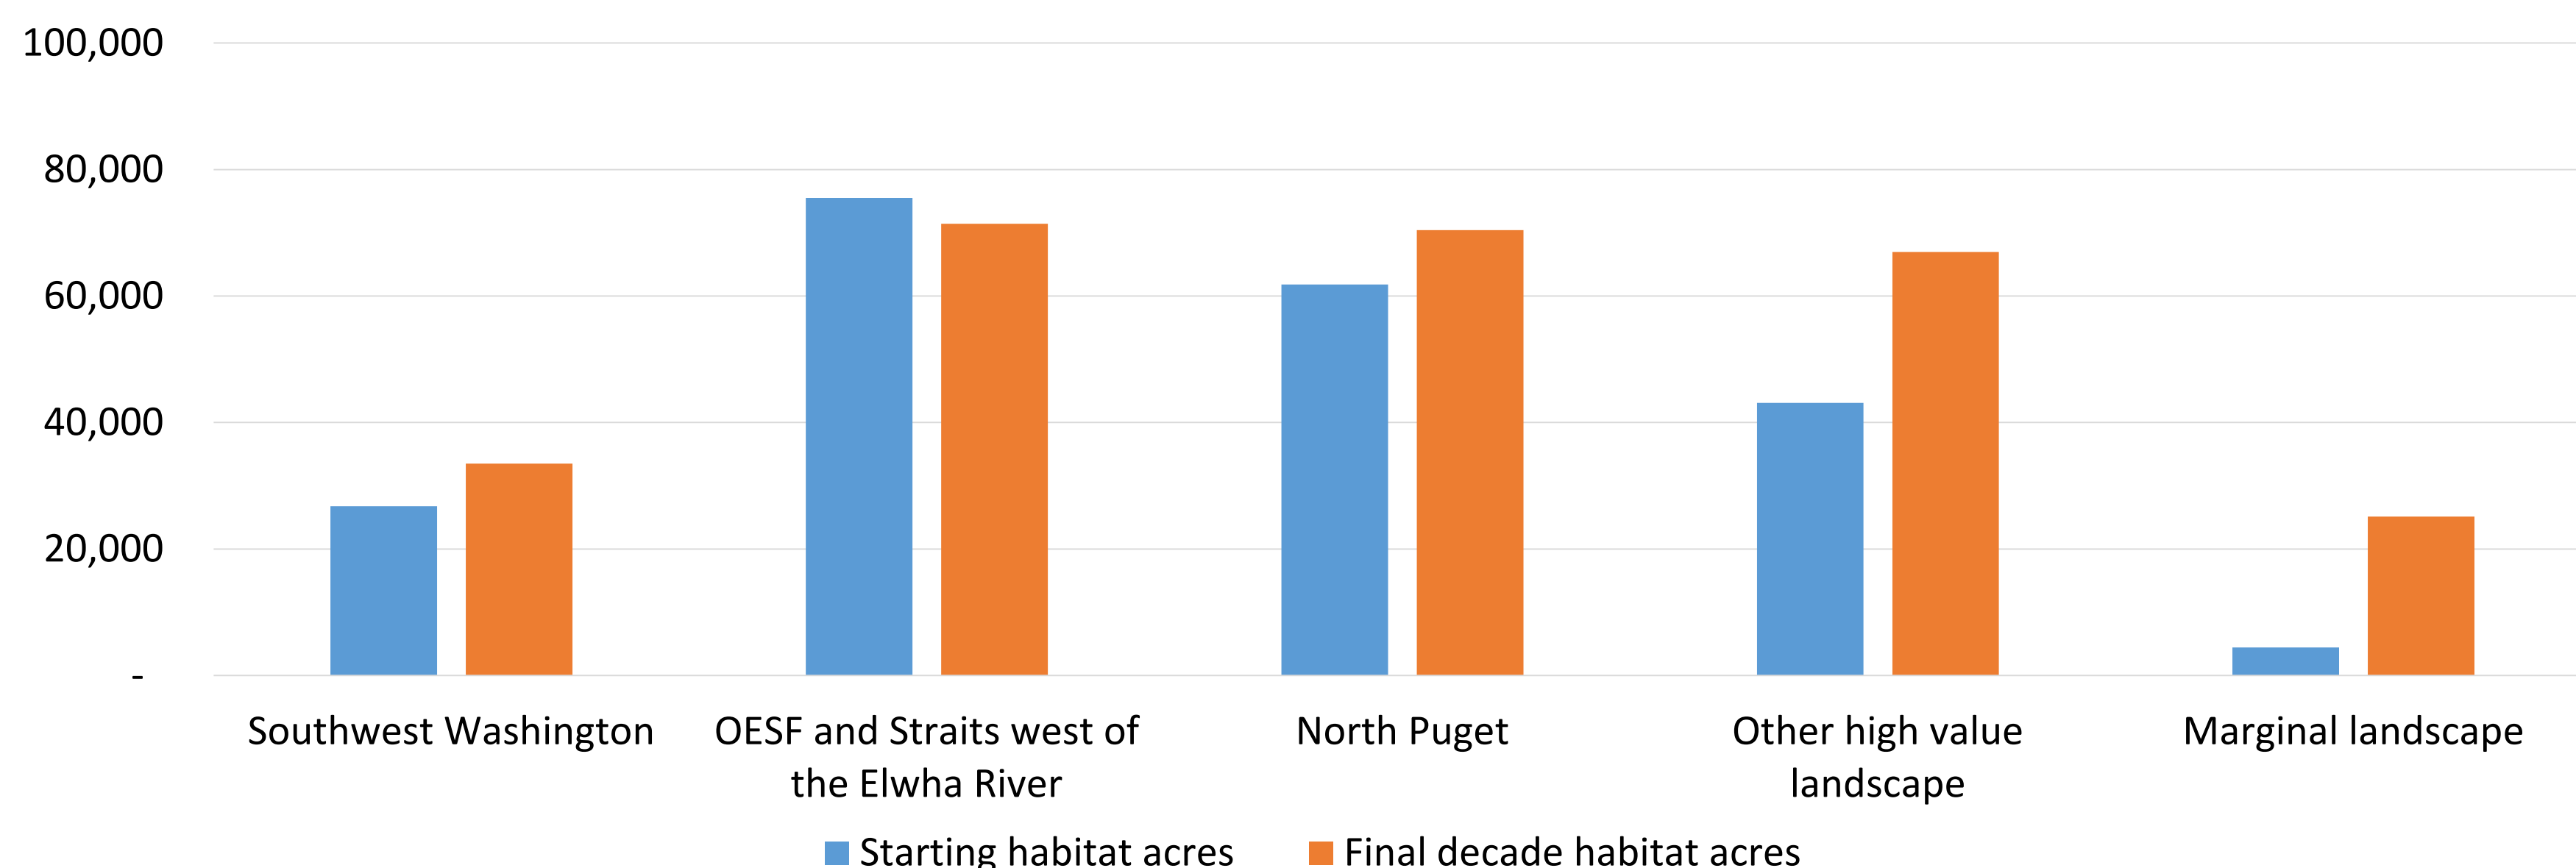 100,000
80,000
60,000
40,000
20,000
-
Southwest Washington
OESF and Straits west of
the Elwha River
North Puget
Other high value
landscape
Marginal landscape
Starting habitat acres
Final decade habitat acres